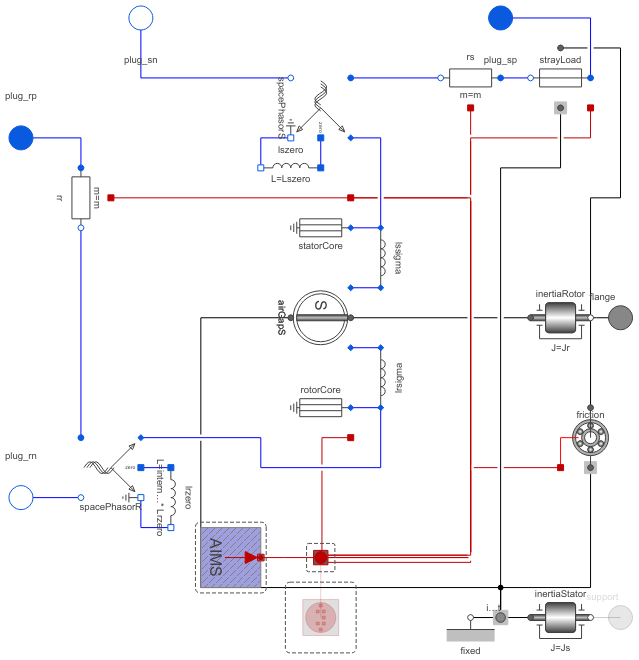 plug_sn
plug_sp
rs
m=m
strayLoad
plug_rp
spacePhasorS
zero
lszero
L=Lszero
rr
m=m
statorCore
lssigma
airGapS
S
inertiaRotor
flange
J=Jr
rotorCore
lrsigma
friction
plug_rn
zero
spacePhasorR
L=intern... * Lrzero
lrzero
AIMS
i...t
inertiaStator
support
fixed
J=Js